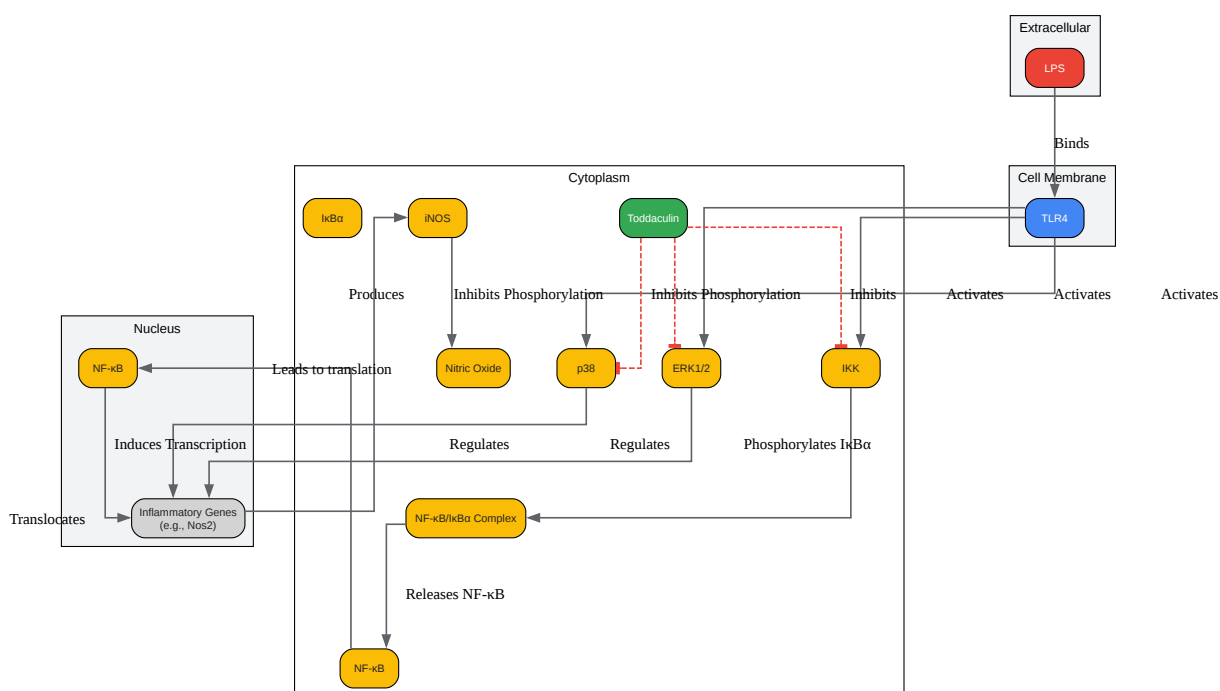 Extracellular
LPS
Binds
Cytoplasm
Cell Membrane
IκBα
iNOS
Toddaculin
TLR4
Produces
Inhibits Phosphorylation
Inhibits Phosphorylation
Inhibits
Activates
Activates
Activates
Nucleus
NF-κB
Leads to translation
Nitric Oxide
p38
ERK1/2
IKK
Induces Transcription
Regulates
Regulates
Phosphorylates IκBα
Translocates
Inflammatory Genes
(e.g., Nos2)
NF-κB/IκBα Complex
Releases NF-κB
NF-κB